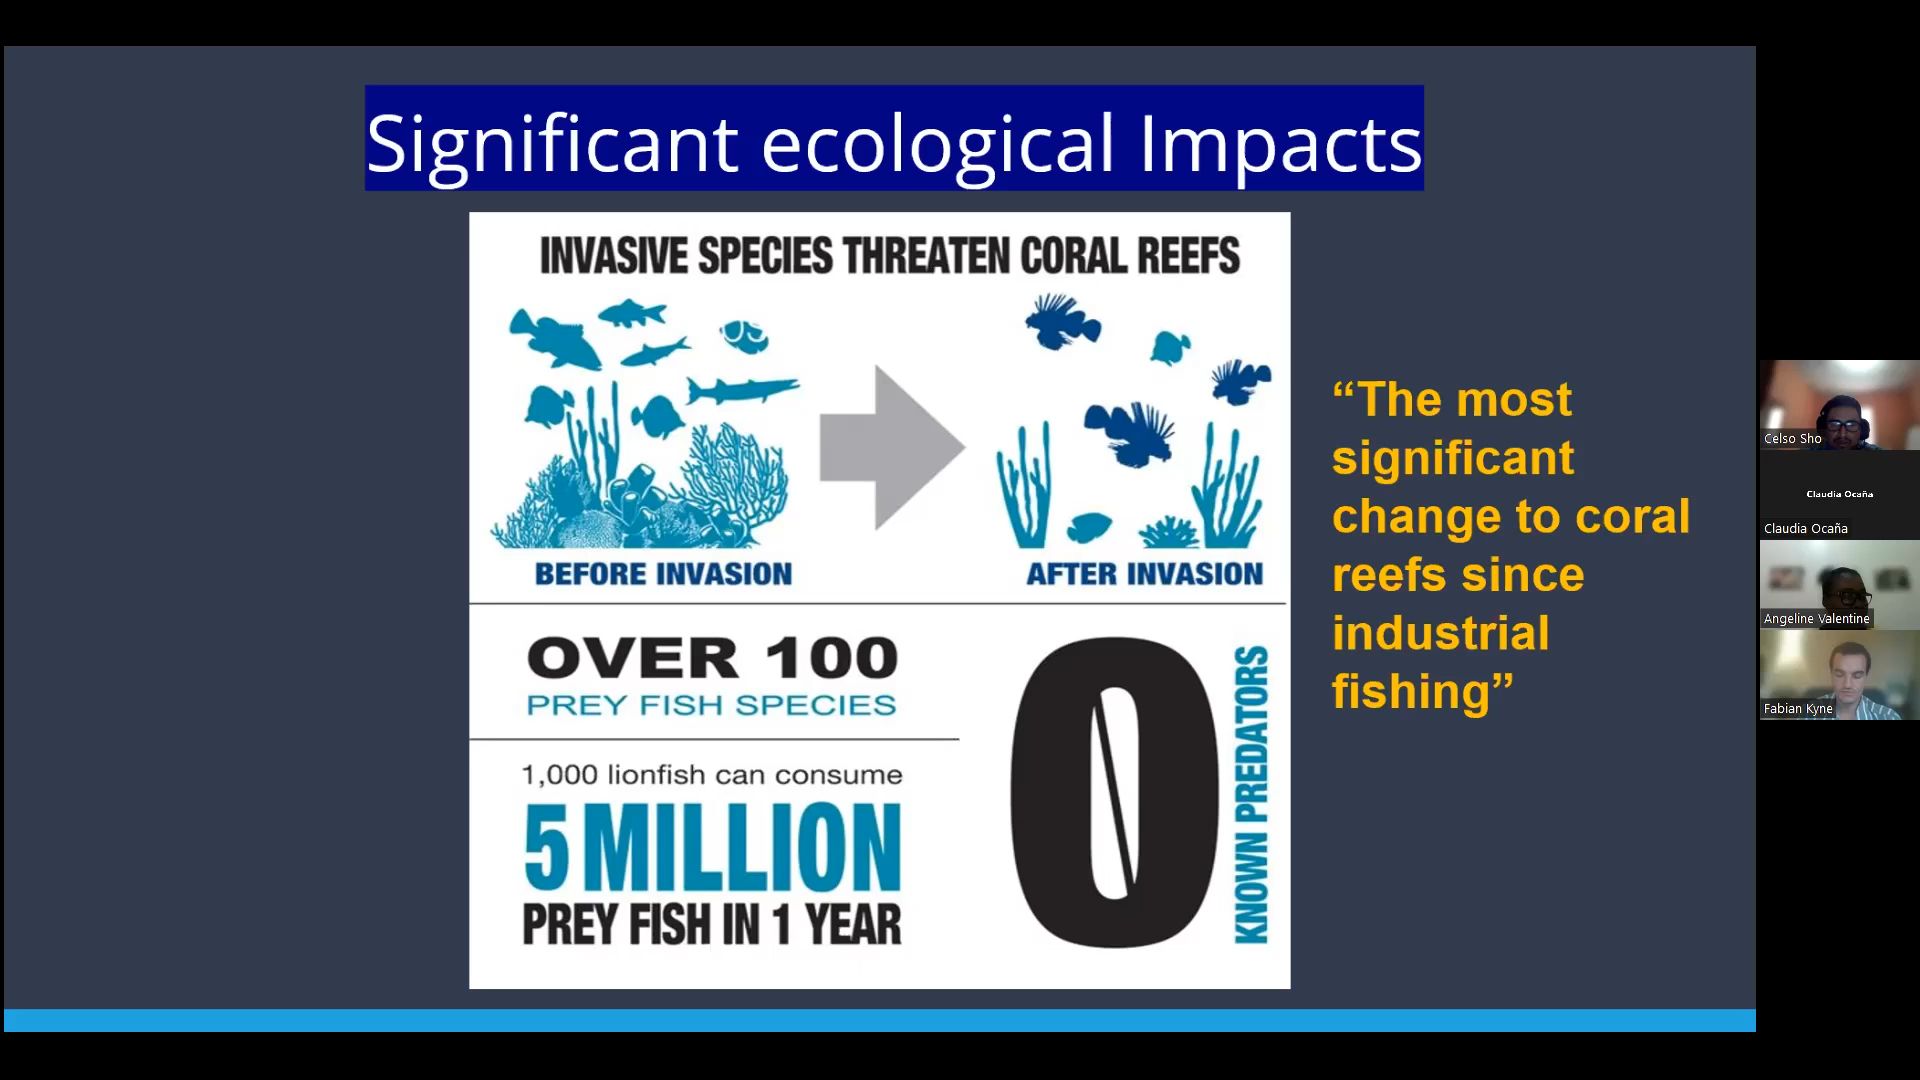 Significant ecological Impacts
INVASIVE SPECIES THREATEN CORAL REEFS
BEFORE INVASION
AFTER INVASION
OVER 100
PREY FISH SPECIES
1,000 lionfish can consume
5 MILLION
PREY FISH IN 1 YEAR
0
KNOWN PREDATORS
“The most
significant
change to coral
reefs since
industrial
fishing”
Celso Sho
Claudia Ocaña
Claudia Ocaña
Angeline Valentine
Fabian Kyne